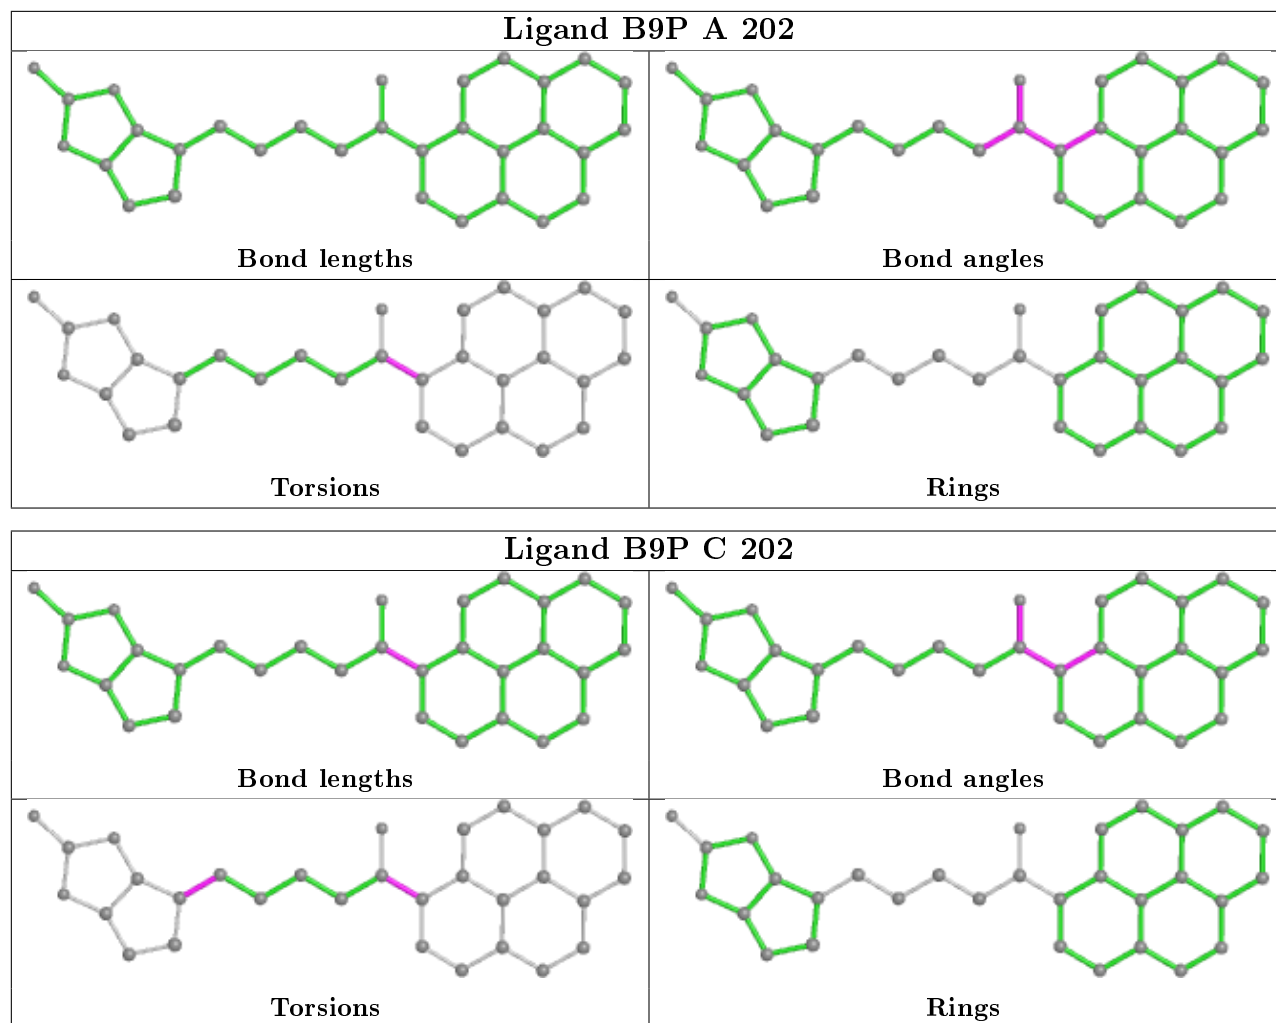 Ligand B9P A 202
Bond lengths
Bond angles
Torsions
Rings
Ligand B9P C 202
Bond lengths
Bond angles
Torsions
Rings